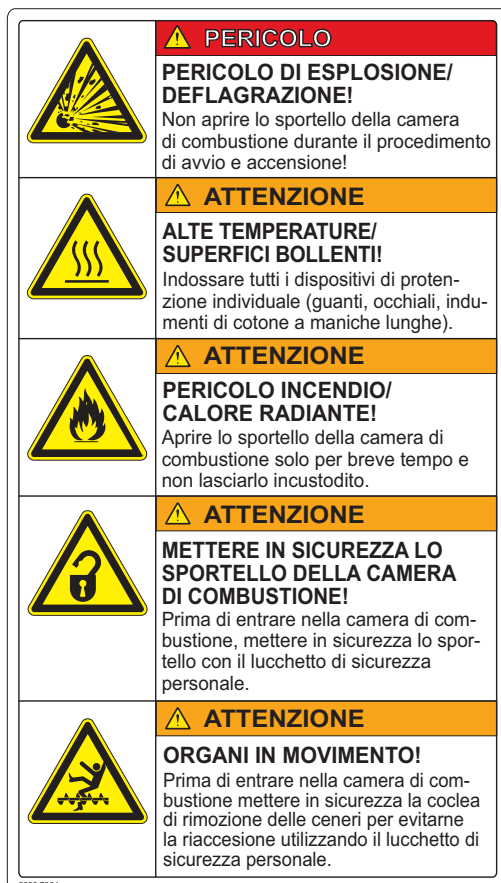 PERICOLO
PERICOLO DI ESPLOSIONE/
DEFLAGRAZIONE!
Non aprire lo sportello della camera
di combustione durante il procedimento
di avvio e accensione!
ATTENZIONE
ALTE TEMPERATURE/
SUPERFICI BOLLENTI!
Indossare tutti i dispositivi di proten-
zione individuale (guanti, occhiali, indu-
menti di cotone a maniche lunghe).
ATTENZIONE
PERICOLO INCENDIO/
CALORE RADIANTE!
Aprire lo sportello della camera di
combustione solo per breve tempo e
non lasciarlo incustodito.
ATTENZIONE
METTERE IN SICUREZZA LO
SPORTELLO DELLA CAMERA
DI COMBUSTIONE!
Prima di entrare nella camera di com-
bustione, mettere in sicurezza lo spor-
tello con il lucchetto di sicurezza
personale.
ATTENZIONE
ORGANI IN MOVIMENTO!
Prima di entrare nella camera di com-
bustione mettere in sicurezza la coclea
di rimozione delle ceneri per evitarne
la riaccesione utilizzando il lucchetto di
sicurezza personale.